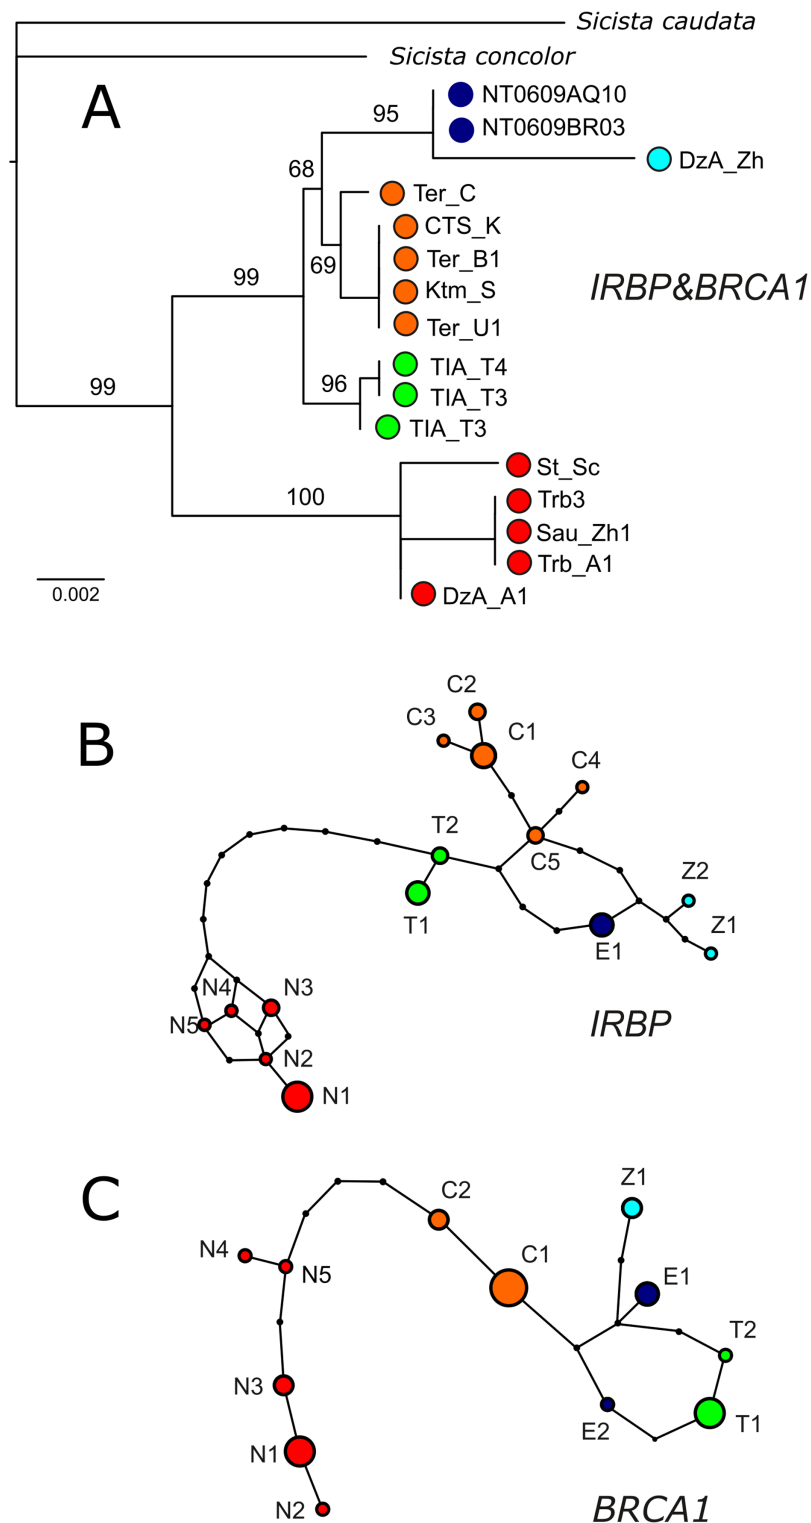 Sicista caudata
Sicista concolor
A
95
NT0609AQ10
NT0609BR03
DzA_Zh
68
Ter_C
CTS_K
69
Ter_B1
99
IRBP&BRCA1
Ktm_S
Ter_U1
TIA_T4
96
TIA_T3
99
TIA_T3
St_Sc
100
Trb3
Sau_Zh1
Trb_A1
0.002
DzA_A1
B
C2
C3
C1
C4
T2
C5
Z2
T1
Z1
E1
N4
N3
N5
IRBP
N2
N1
C
Z1
C2
N4
C1
N5
E1
T2
N3
E2
T1
N1
N2
BRCA1